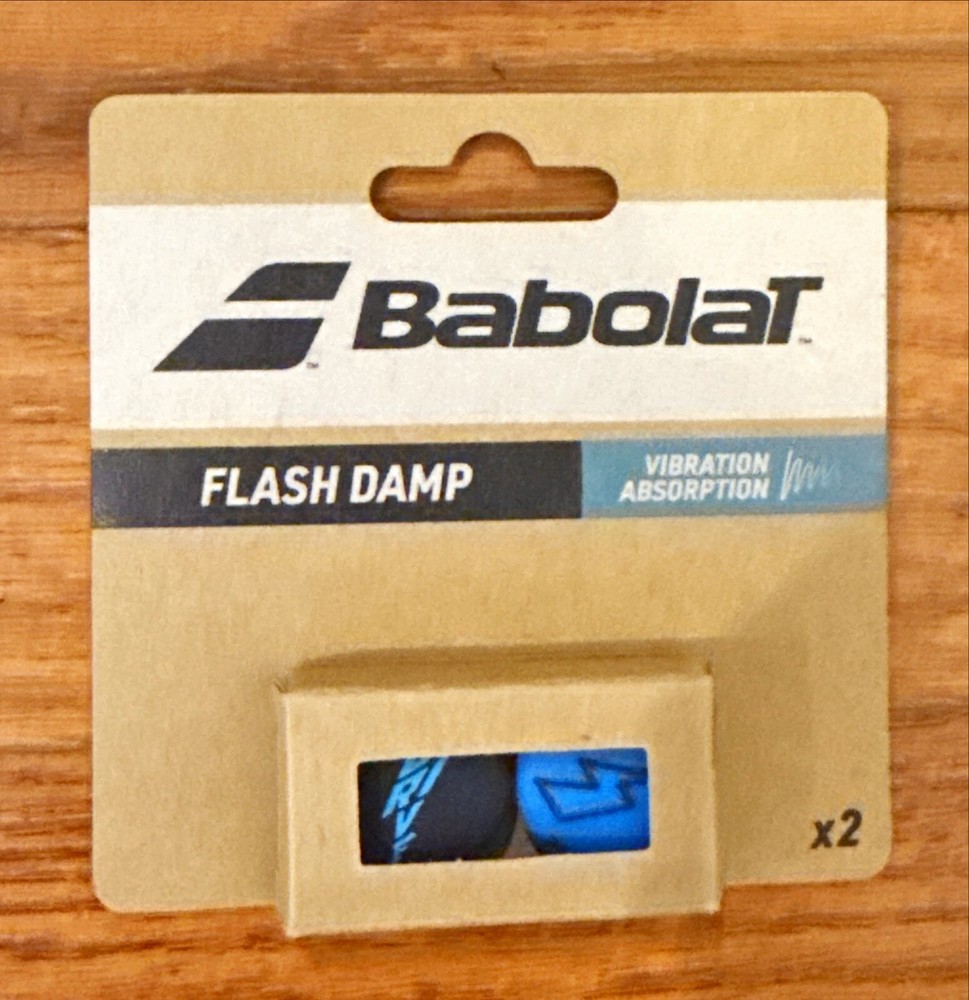 Babolat
FLASH DAMP
VIBRATION
ABSORPTION
x2